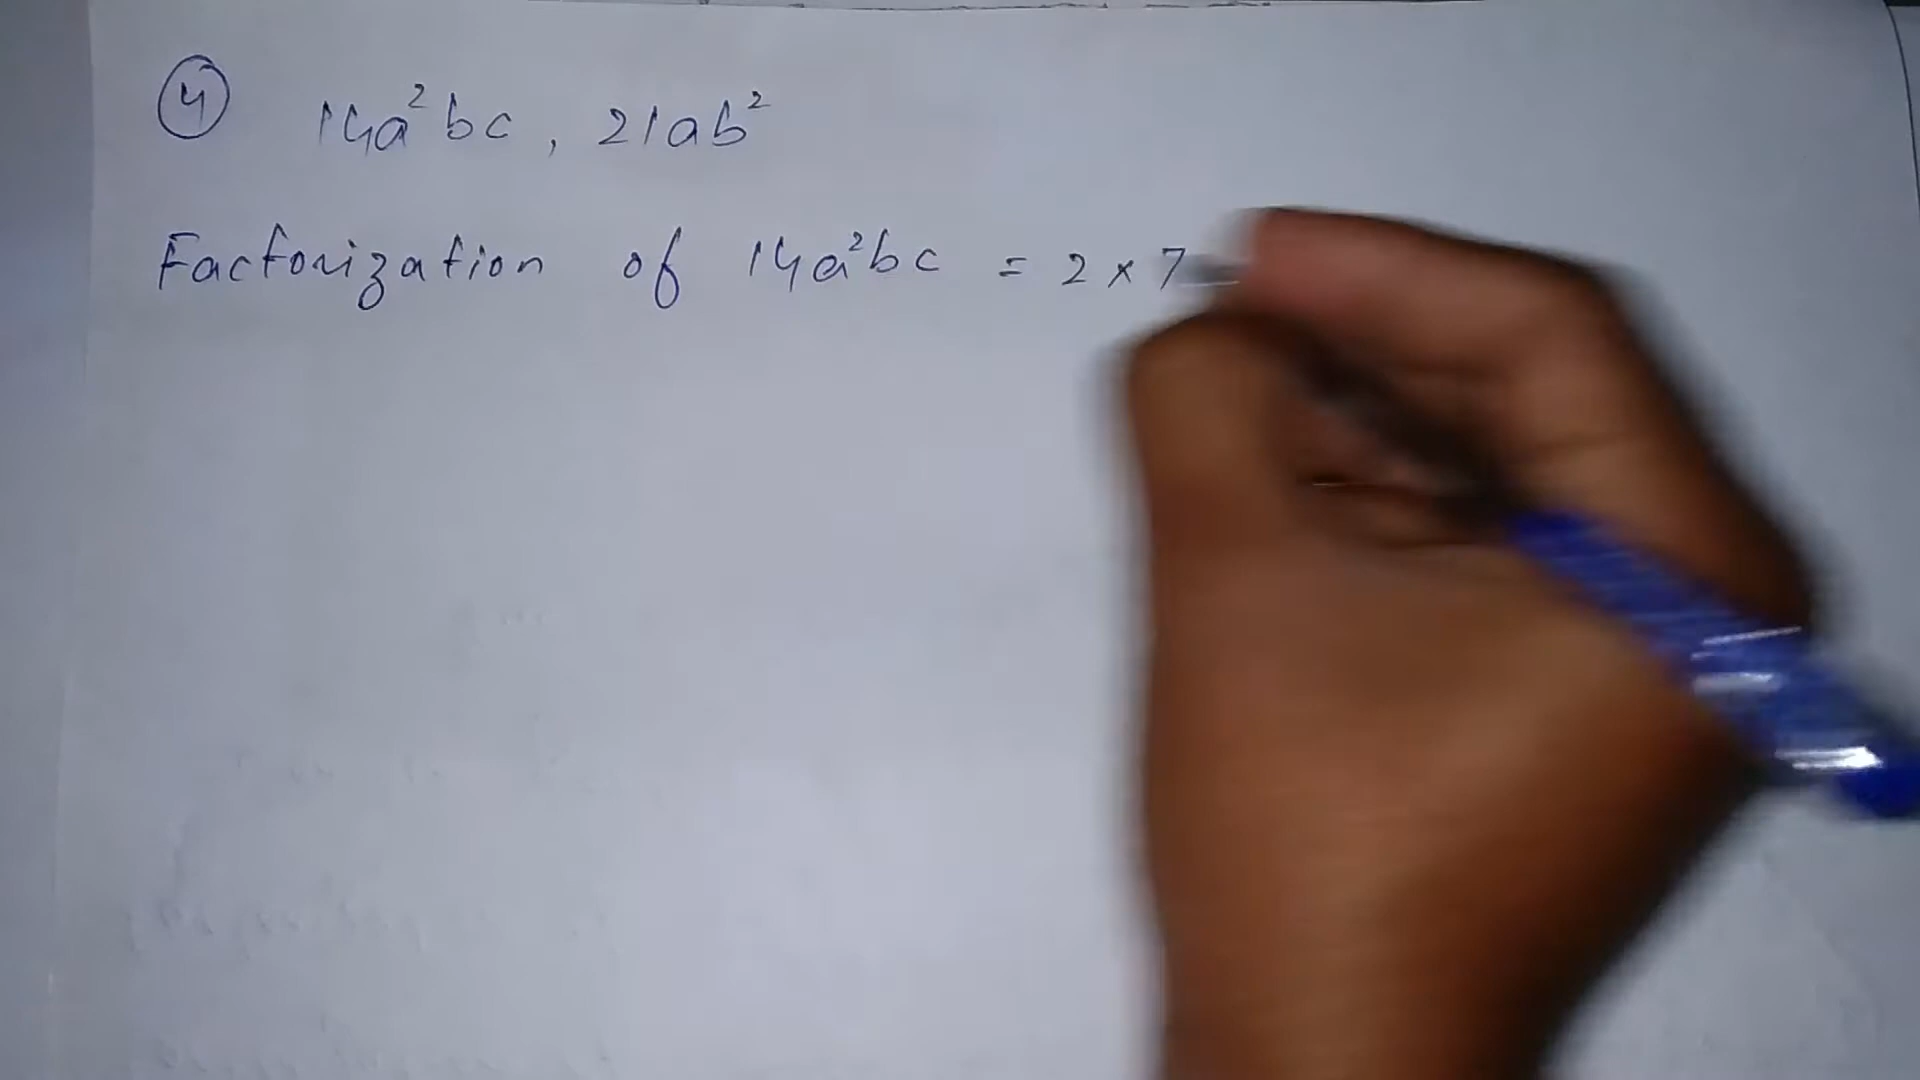 4 14a²bc, 21ab²
Factorization of 14a²bc = 2 × 7